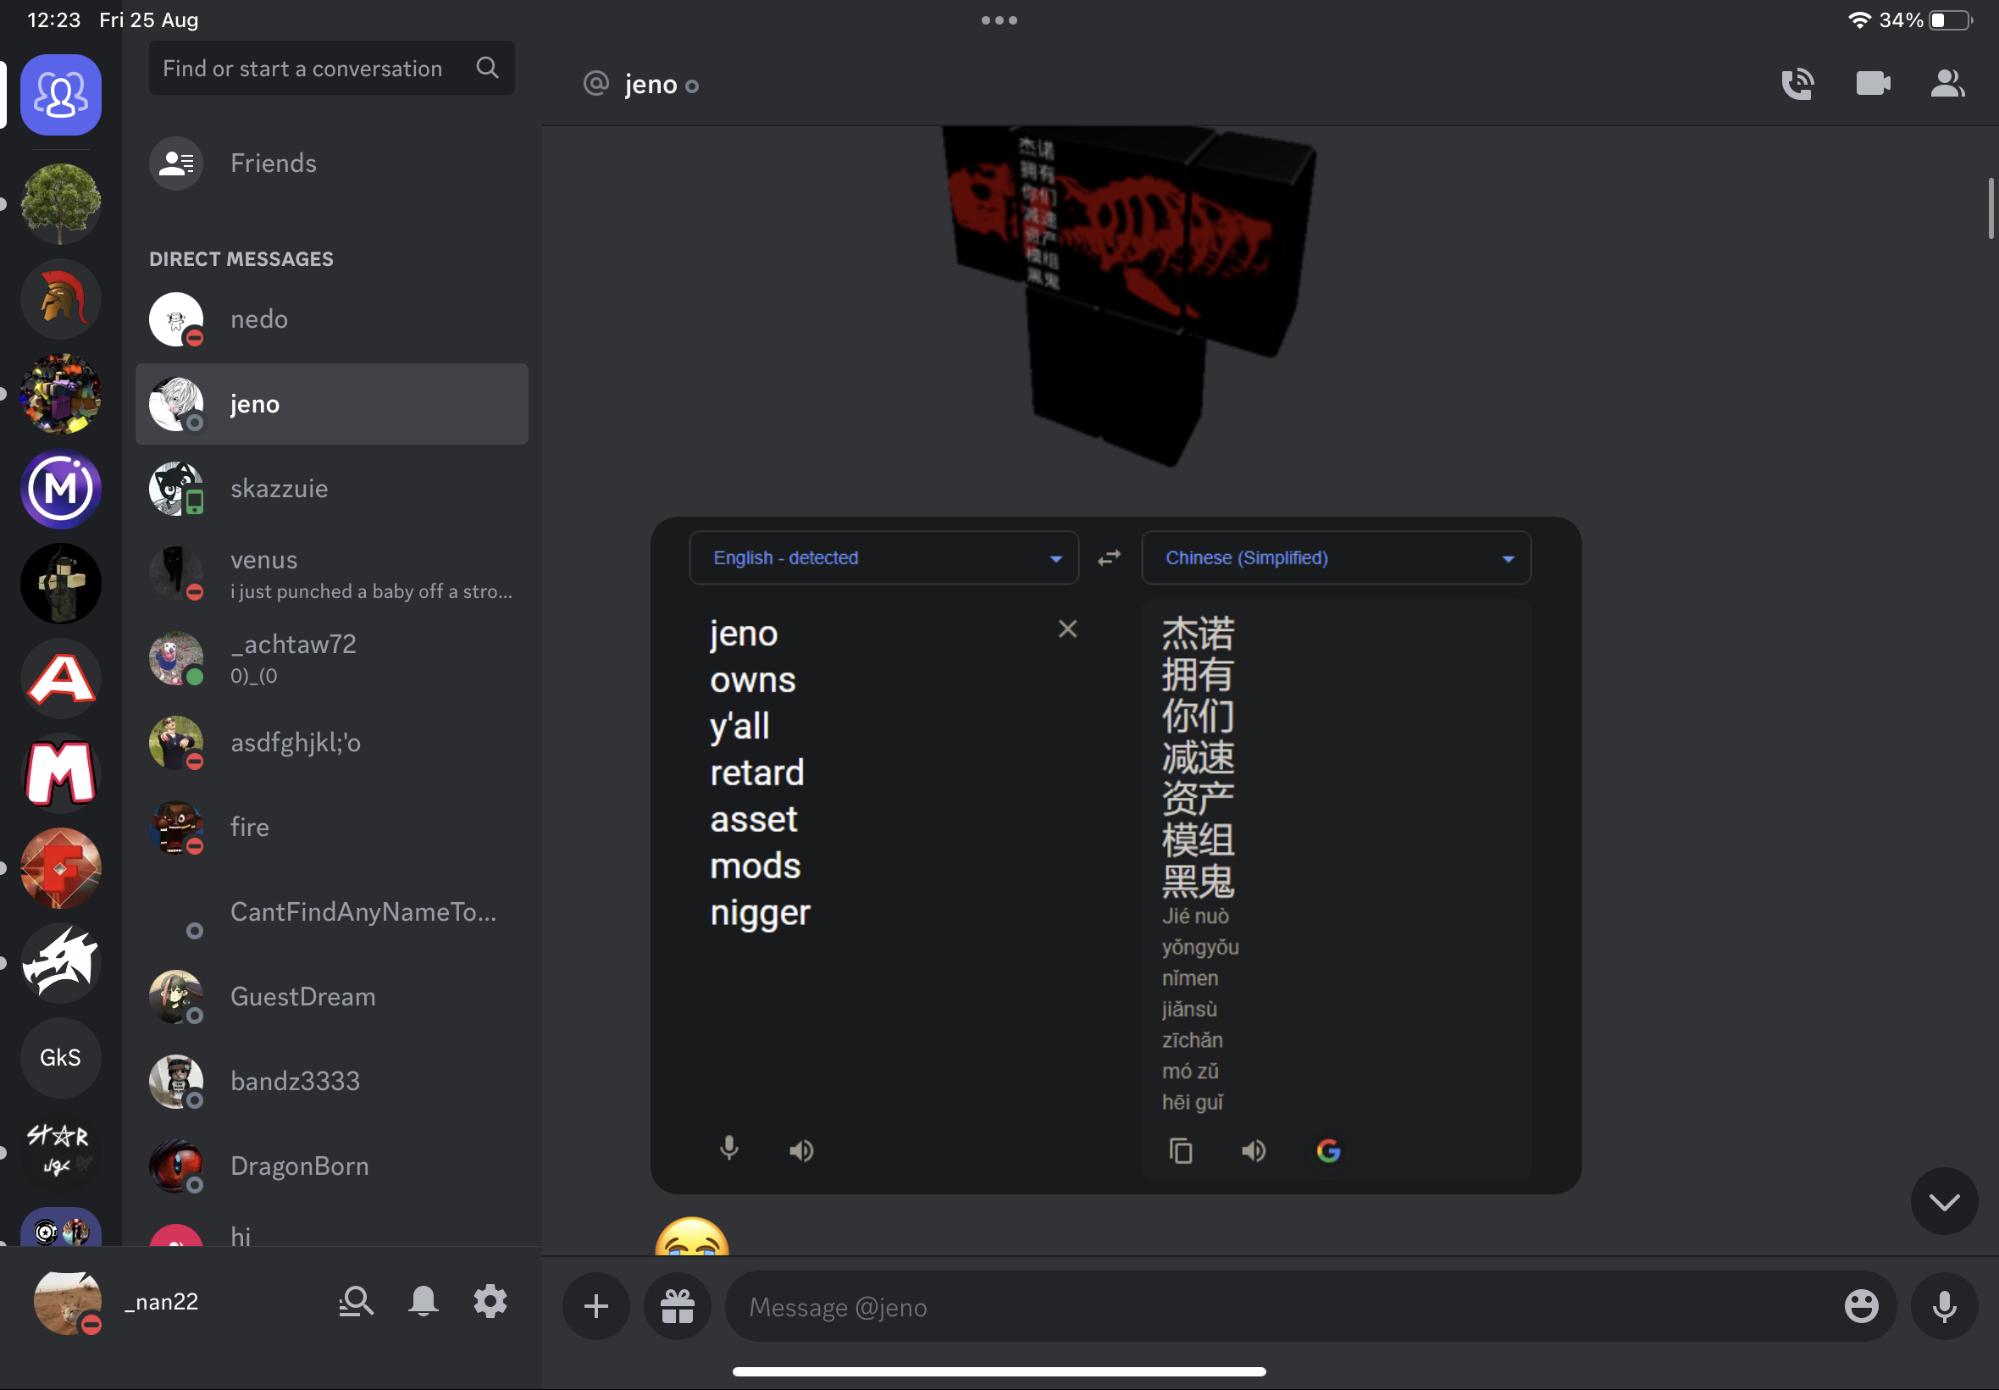 12:23 Fri 25 Aug
34%
Find or start a conversation
Friends
DIRECT MESSAGES
nedo
jeno
skazzuie
venus
i just punched a baby off a stro...
_achtaw72
0)_(0
asdfghjkl;'o
fire
CantFindAnyNameTo...
GuestDream
bandz3333
DragonBorn
hi
_nan22
M
A
M
F
GkS
ST☆R
JGC
@ jeno
杰诺
拥有
你们
减速
资产
模组
黑鬼
English - detected
Chinese (Simplified)
jeno
owns
y'all
retard
asset
mods
nigger
杰诺
拥有
你们
减速
资产
模组
黑鬼
Jié nuò
yǒngyǒu
nǐmen
jiǎnsù
zīchǎn
mó zǔ
hēi guǐ
Message @jeno